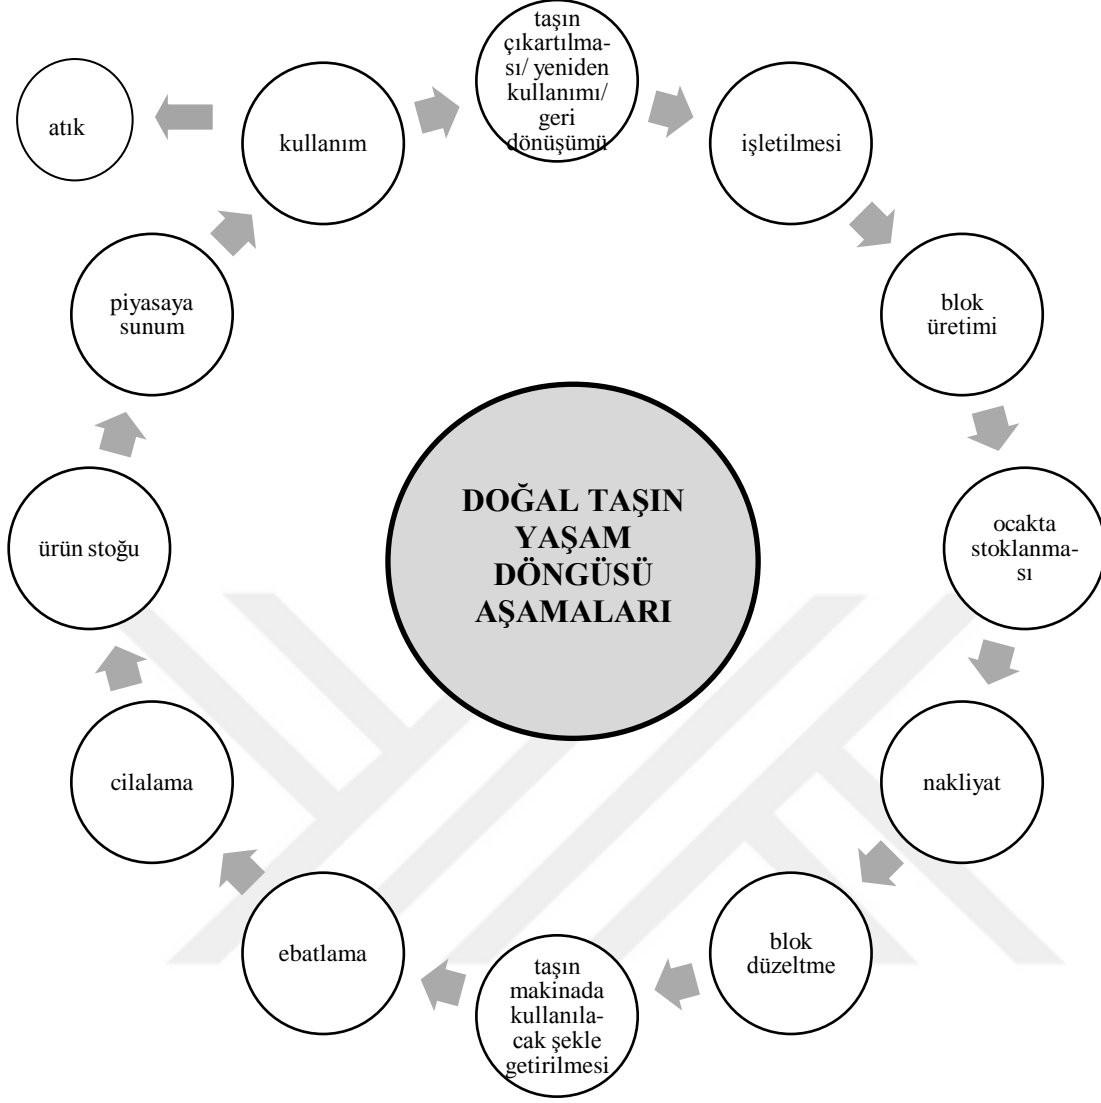 taşın
çıkartılma-
sı/ yeniden
kullanımı/
geri
dönüşümü
işletilmesi
blok
üretimi
ocakta
stoklanma-
sı
nakliyat
blok
düzeltme
taşın
makinada
kullanıla-
cak şekle
getirilmesi
ebatlama
cilalama
ürün stoğu
piyasaya
sunum
kullanım
atık
DOĞAL TAŞIN
YAŞAM
DÖNGÜSÜ
AŞAMALARI